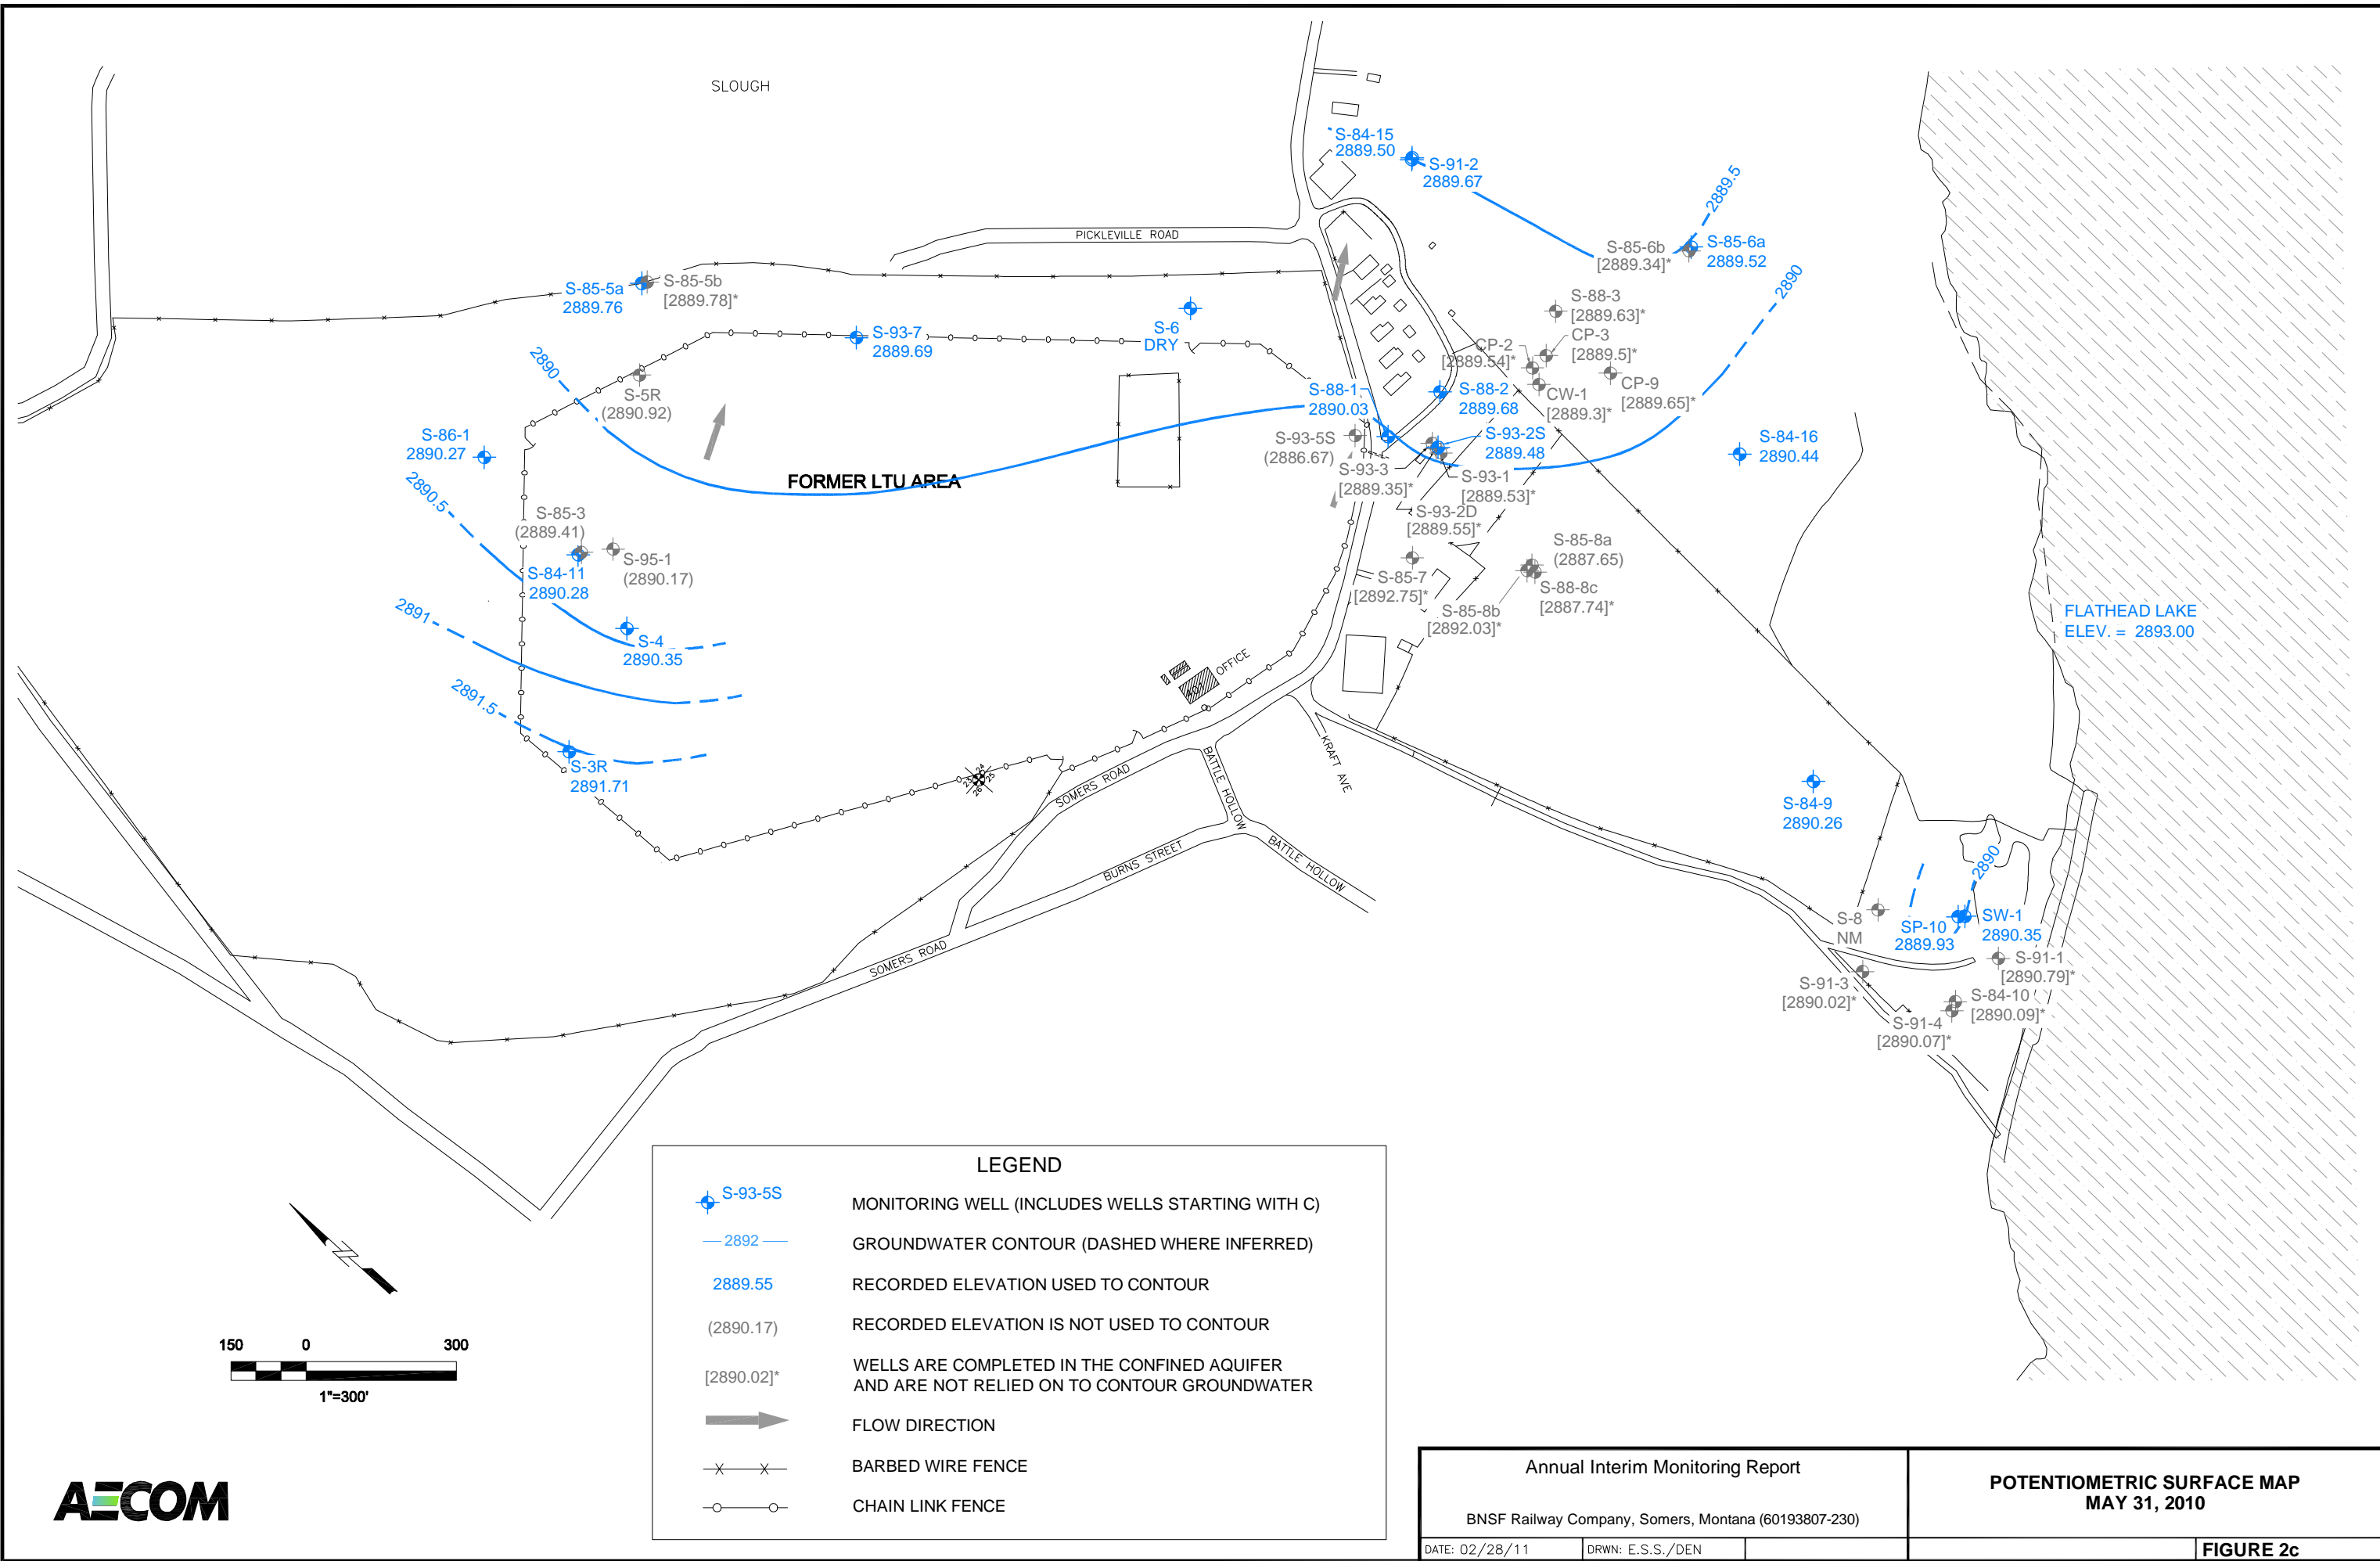 SLOUGH
S-84-15
2889.50
S-91-2
2889.67
2889.5
PICKLEVILLE ROAD
S-85-6b
[2889.34]*
S-85-6a
2889.52
2890
S-85-5a
2889.76
S-85-5b
[2889.78]*
S-6
DRY
S-93-7
2889.69
S-88-3
[2889.63]*
CP-3
[2889.5]*
CP-2
[2889.54]*
CP-9
[2889.65]*
CW-1
[2889.3]*
2890
S-5R
(2890.92)
S-88-1
2890.03
S-88-2
2889.68
S-86-1
2890.27
S-93-5S
(2886.67)
S-93-2S
2889.48
S-84-16
2890.44
FORMER LTU AREA
S-93-3
[2889.35]*
S-93-1
[2889.53]*
2890.5
S-85-3
(2889.41)
S-93-2D
[2889.55]*
S-95-1
(2890.17)
S-84-11
2890.28
S-85-7
[2892.75]*
S-85-8a
(2887.65)
S-88-8c
[2887.74]*
S-85-8b
[2892.03]*
2891
FLATHEAD LAKE
ELEV. = 2893.00
S-4
2890.35
OFFICE
2891.5
S-3R
2891.71
KRAFT AVE
BATTLE HOLLOW
SOMERS ROAD
23 24
26 25
S-84-9
2890.26
BURNS STREET
BATTLE HOLLOW
2890
S-8
NM
SP-10
2889.93
SW-1
2890.35
SOMERS ROAD
S-91-1
[2890.79]*
S-91-3
[2890.02]*
S-84-10
[2890.09]*
S-91-4
[2890.07]*
N
150 0 300
1"=300'
LEGEND
S-93-5S MONITORING WELL (INCLUDES WELLS STARTING WITH C)
2892 GROUNDWATER CONTOUR (DASHED WHERE INFERRED)
2889.55 RECORDED ELEVATION USED TO CONTOUR
(2890.17) RECORDED ELEVATION IS NOT USED TO CONTOUR
[2890.02]* WELLS ARE COMPLETED IN THE CONFINED AQUIFER
AND ARE NOT RELIED ON TO CONTOUR GROUNDWATER
FLOW DIRECTION
BARBED WIRE FENCE
CHAIN LINK FENCE
AECOM
Annual Interim Monitoring Report
BNSF Railway Company, Somers, Montana (60193807-230)
DATE: 02/28/11 DRWN: E.S.S./DEN
POTENTIOMETRIC SURFACE MAP
MAY 31, 2010
FIGURE 2c